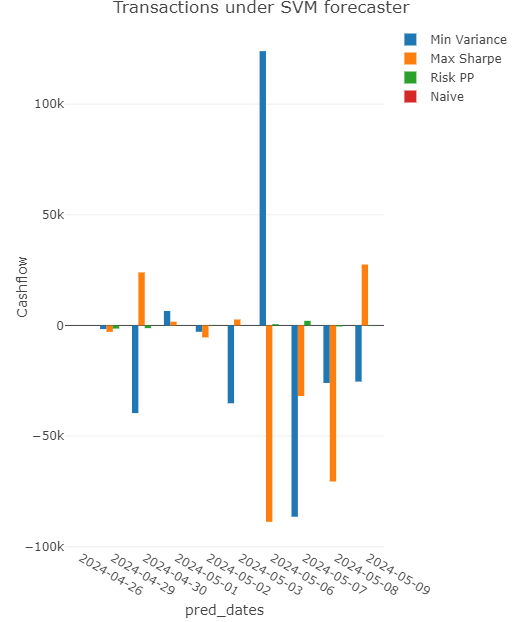 Transactions under SVM forecaster
Min Variance
Max Sharpe
Risk PP
Naive
100k
50k
0
−50k
−100k
Cashflow
2024-04-26
2024-04-29
2024-04-30
2024-05-01
2024-05-02
2024-05-03
2024-05-06
2024-05-07
2024-05-08
2024-05-09
pred_dates